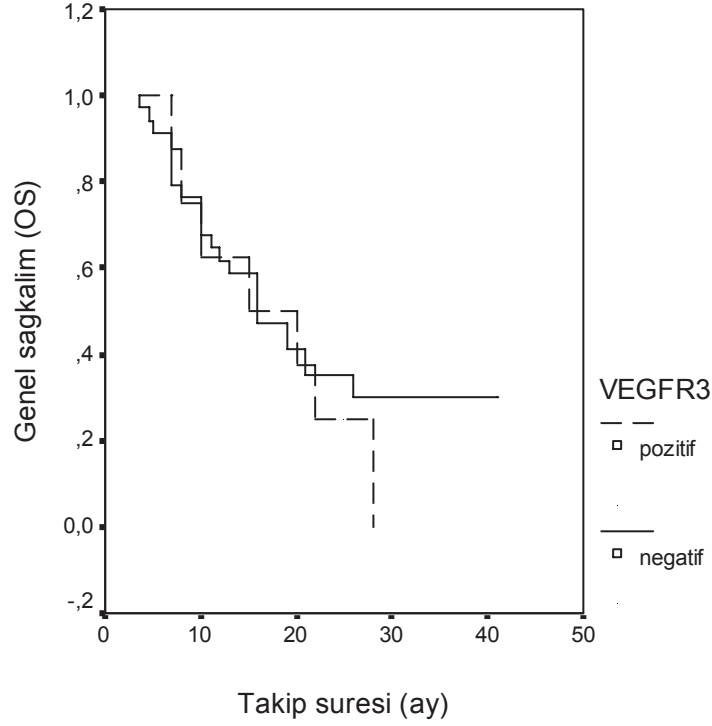 1,2
1,0
,8
,6
,4
,2
0,0
-,2
Genel sagkalim (OS)
0
10
20
30
40
50
Takip suresi (ay)
VEGFR3
pozitif
negatif